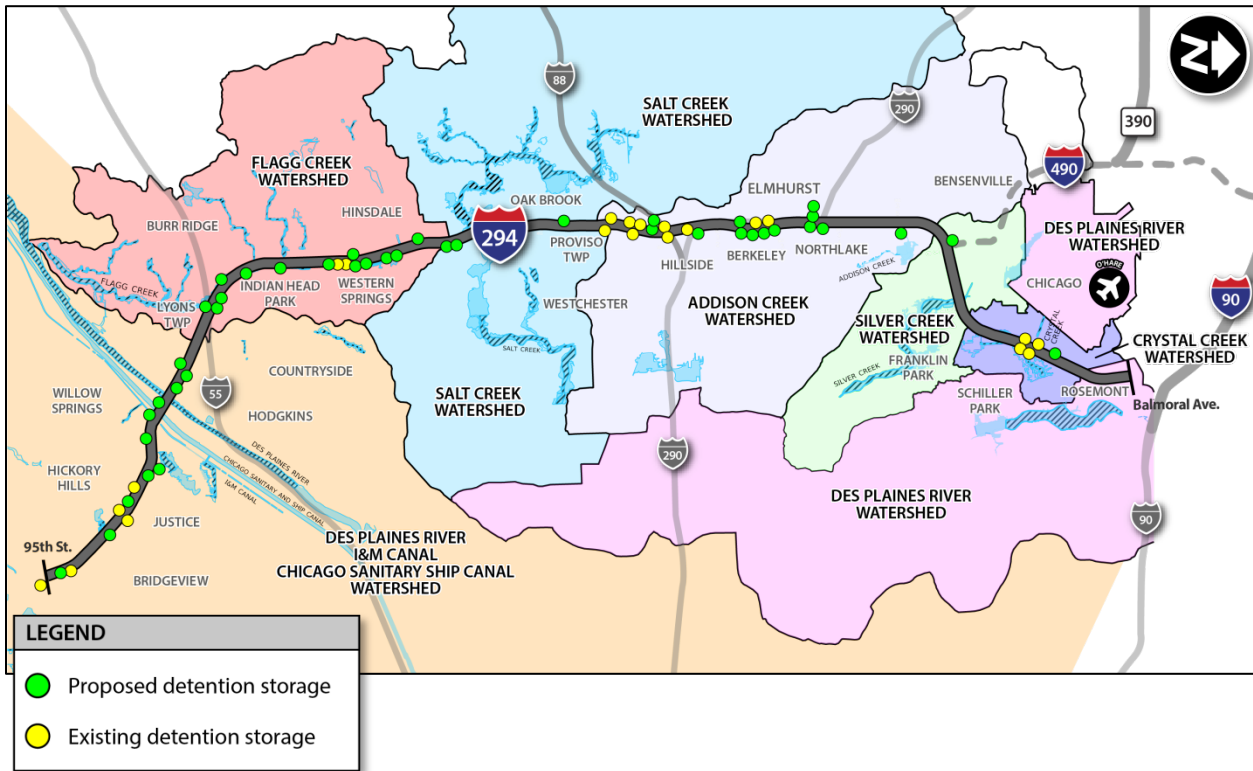 N
88
290
390
SALT CREEK
WATERSHED
FLAGG CREEK
WATERSHED
490
ELMHURST
BENSENVILLE
OAK BROOK
HINSDALE
BURR RIDGE
294
DES PLAINES RIVER
WATERSHED
PROVISO
TWP
HILLSIDE
BERKELEY
NORTHLAKE
ADDISON CREEK
O'HARE
CHICAGO
90
FLAGG CREEK
INDIAN HEAD
PARK
WESTERN
SPRINGS
LYONS
TWP
WESTCHESTER
ADDISON CREEK
WATERSHED
SILVER CREEK
WATERSHED
CRYSTAL
CREEK
CRYSTAL CREEK
WATERSHED
SALT CREEK
FRANKLIN
PARK
SILVER CREEK
COUNTRYSIDE
55
WILLOW
SPRINGS
HODGKINS
SALT CREEK
WATERSHED
SCHILLER
PARK
ROSEMONT
Balmoral Ave.
DES PLAINES RIVER
CHICAGO SANITARY AND SHIP CANAL
I&M CANAL
290
HICKORY
HILLS
DES PLAINES RIVER
WATERSHED
90
JUSTICE
95th St.
DES PLAINES RIVER
I&M CANAL
CHICAGO SANITARY SHIP CANAL
WATERSHED
BRIDGEVIEW
LEGEND
Proposed detention storage
Existing detention storage